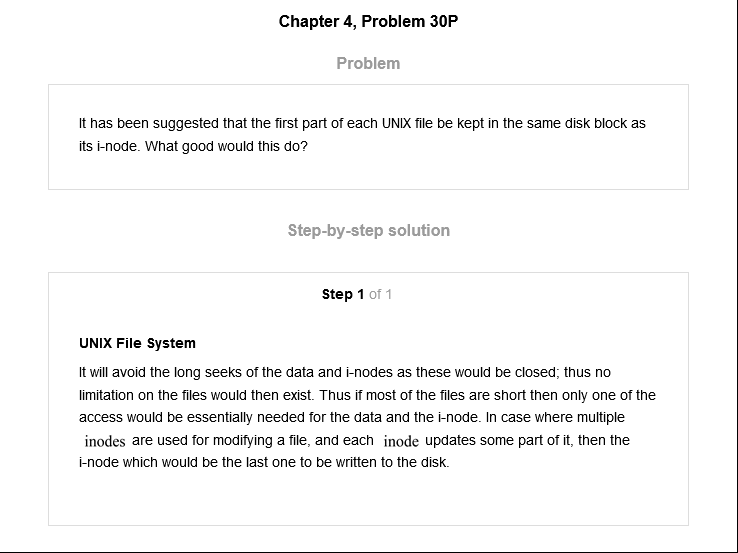 Chapter 4, Problem 30P
Problem
It has been suggested that the first part of each UNIX file be kept in the same disk block as
its i-node. What good would this do?
Step-by-step solution
Step 1 of 1
UNIX File System
It will avoid the long seeks of the data and i-nodes as these would be closed; thus no
limitation on the files would then exist. Thus if most of the files are short then only one of the
access would be essentially needed for the data and the i-node. In case where multiple
inodes are used for modifying a file, and each inode updates some part of it, then the
i-node which would be the last one to be written to the disk.